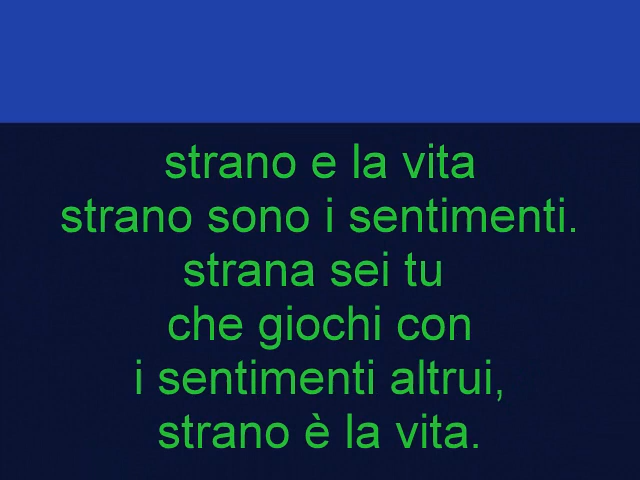 strano e la vita
strano sono i sentimenti.
strana sei tu
che giochi con
i sentimenti altrui,
strano è la vita.